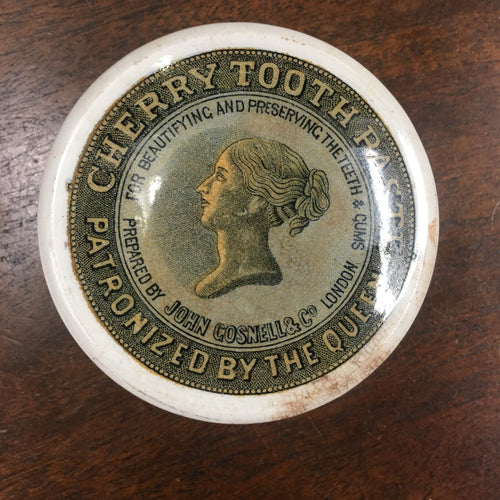 CHERRY TOOTH PASTE
PATRONIZED BY THE QUEEN
FOR BEAUTIFYING AND PRESERVING THE TEETH & GUMS
PREPARED BY
JOHN GOSNELL & Co
LONDON